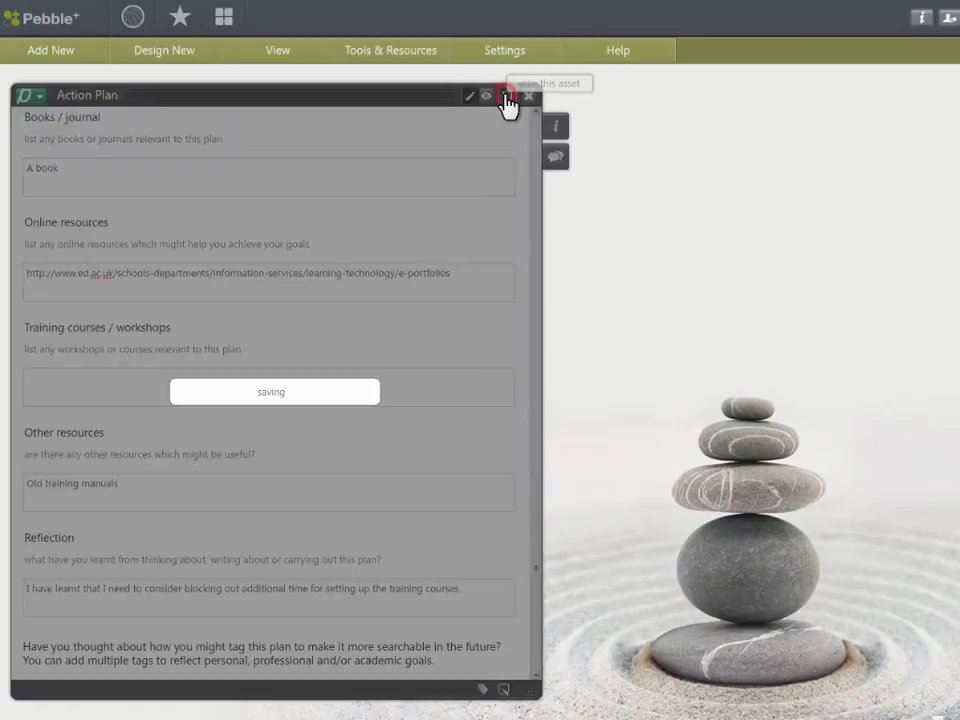 Pebble+
Add New
Design New
View
Tools & Resources
Settings
Help
save this asset
Action Plan
Books / journal
list any books or journals relevant to this plan
A book
Online resources
list any online resources which might help you achieve your goals
http://www.ed.ac.uk/schools-departments/information-services/learning-technology/e-portfolios
Training courses / workshops
list any workshops or courses relevant to this plan
saving
Other resources
are there any other resources which might be useful?
Old training manuals
Reflection
what have you learnt from thinking about, writing about or carrying out this plan?
I have learnt that I need to consider blocking out additional time for setting up the training courses.
Have you thought about how you might tag this plan to make it more searchable in the future?
You can add multiple tags to reflect personal, professional and/or academic goals.